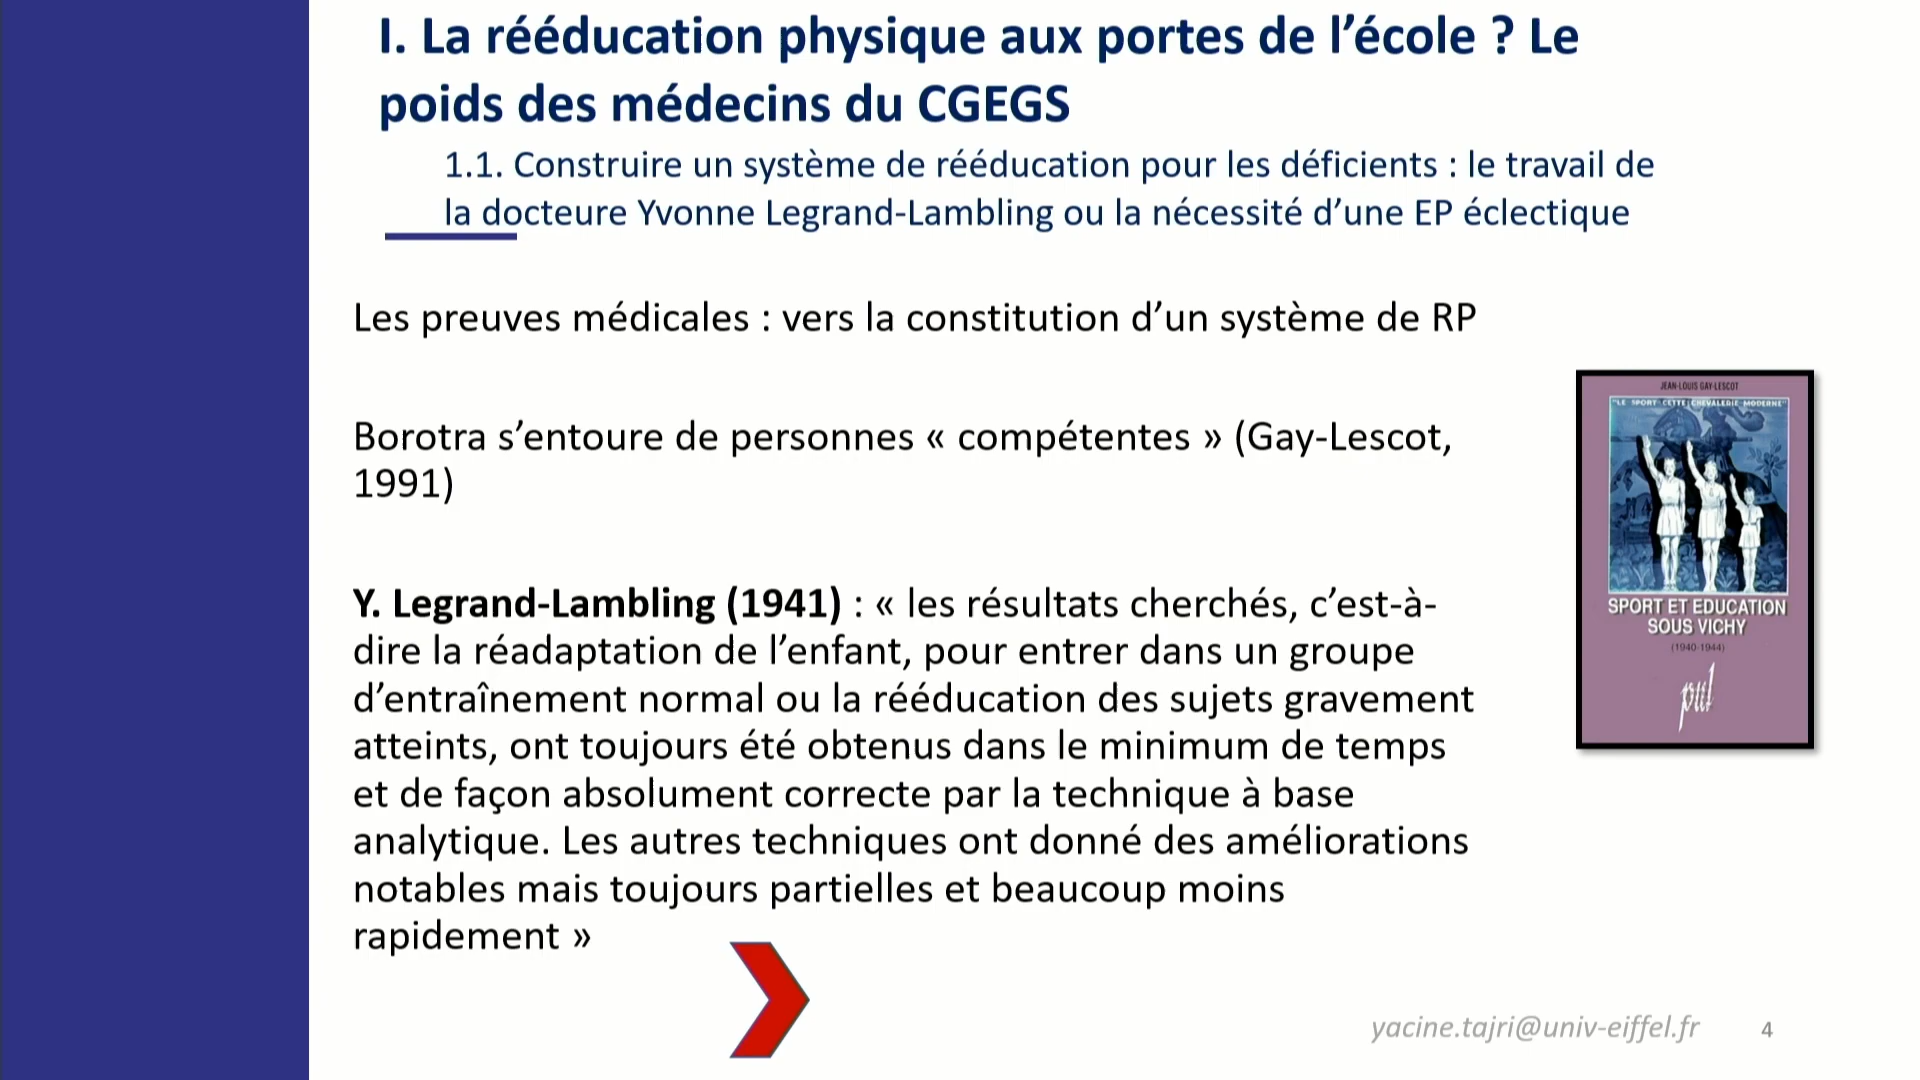 I. La rééducation physique aux portes de l’école ? Le
poids des médecins du CGEGS
1.1. Construire un système de rééducation pour les déficients : le travail de
la docteure Yvonne Legrand-Lambling ou la nécessité d’une EP éclectique
Les preuves médicales : vers la constitution d’un système de RP
Borotra s’entoure de personnes « compétentes » (Gay-Lescot,
1991)
Y. Legrand-Lambling (1941) : « les résultats cherchés, c’est-à-
dire la réadaptation de l’enfant, pour entrer dans un groupe
d’entraînement normal ou la rééducation des sujets gravement
atteints, ont toujours été obtenus dans le minimum de temps
et de façon absolument correcte par la technique à base
analytique. Les autres techniques ont donné des améliorations
notables mais toujours partielles et beaucoup moins
rapidement »
JEAN-LOUIS GAY-LESCOT
"LE SPORT CETTE CHEVALERIE MODERNE"
SPORT ET EDUCATION
SOUS VICHY
(1940-1944)
pul
yacine.tajri@univ-eiffel.fr
4